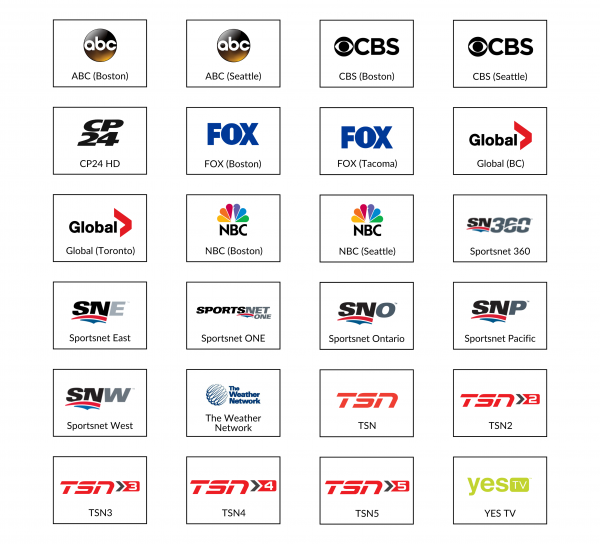 abc
ABC (Boston)
abc
ABC (Seattle)
CBS
CBS (Boston)
CBS
CBS (Seattle)
CP
24
CP24 HD
FOX
FOX (Boston)
FOX
FOX (Tacoma)
Global
Global (BC)
Global
Global (Toronto)
NBC
NBC (Boston)
NBC
NBC (Seattle)
SN360
Sportsnet 360
SNE
Sportsnet East
SPORTSNET
ONE
Sportsnet ONE
SNO
Sportsnet Ontario
SNP
Sportsnet Pacific
SNW
Sportsnet West
The
Weather
Network
The Weather
Network
TSN
TSN
TSN 2
TSN2
TSN 3
TSN3
TSN 4
TSN4
TSN 5
TSN5
yes TV
YES TV